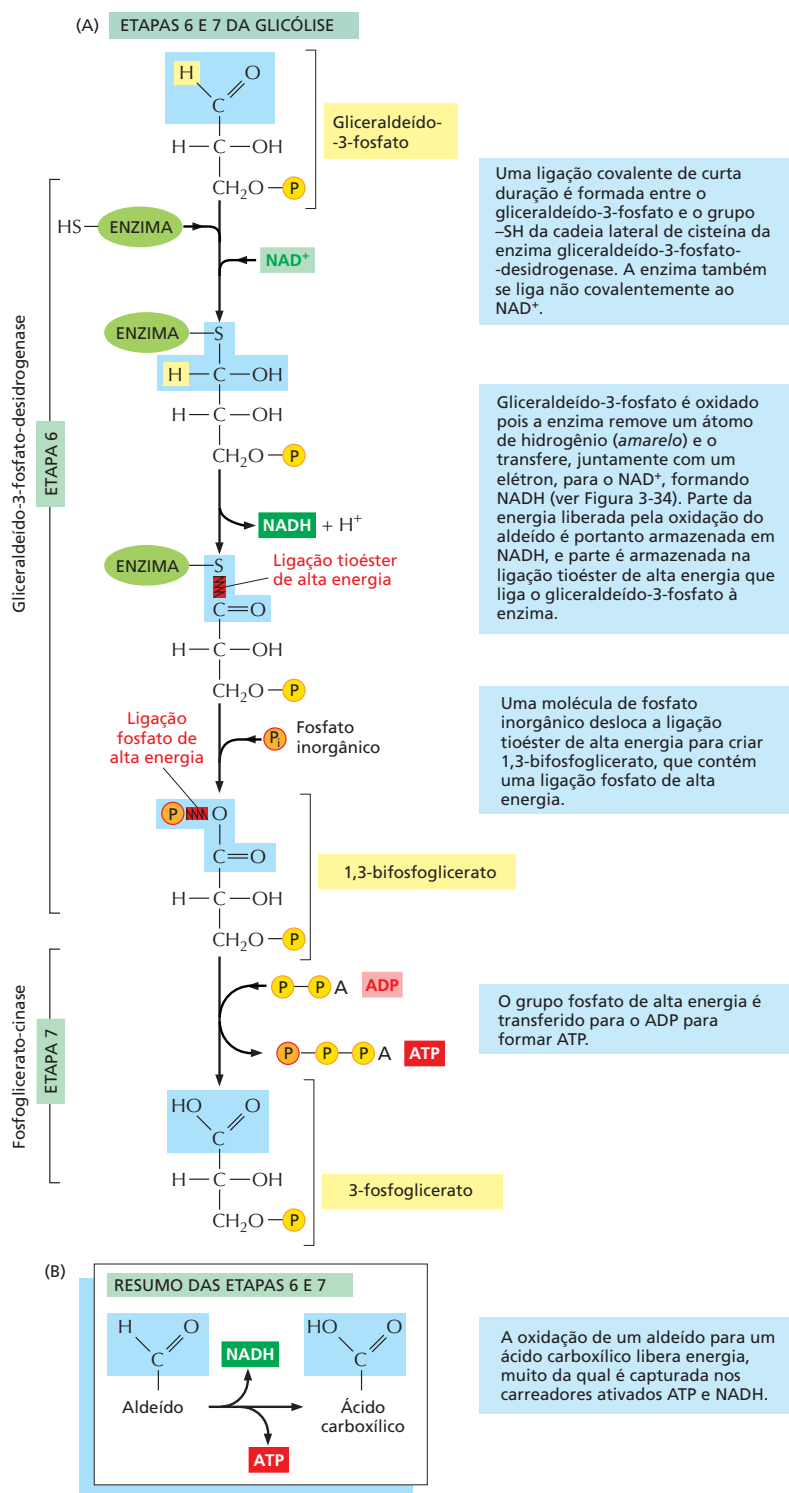 (A) ETAPAS 6 E 7 DA GLICÓLISE
H O
C
H—C—OH
CH₂O—P
Gliceraldeído-
-3-fosfato
Uma ligação covalente de curta
duração é formada entre o
gliceraldeído-3-fosfato e o grupo
–SH da cadeia lateral de cisteína da
enzima gliceraldeído-3-fosfato-
-desidrogenase. A enzima também
se liga não covalentemente ao
NAD⁺.
Gliceraldeído-3-fosfato-desidrogenase
ETAPA 6
HS—ENZIMA
NAD⁺
ENZIMA—S
H—C—OH
H—C—OH
CH₂O—P
Gliceraldeído-3-fosfato é oxidado
pois a enzima remove um átomo
de hidrogênio (amarelo) e o
transfere, juntamente com um
elétron, para o NAD⁺, formando
NADH (ver Figura 3-34). Parte da
energia liberada pela oxidação do
aldeído é portanto armazenada em
NADH, e parte é armazenada na
ligação tioéster de alta energia que
liga o gliceraldeído-3-fosfato à
enzima.
NADH + H⁺
ENZIMA—S
Ligação tioéster
de alta energia
C=O
H—C—OH
CH₂O—P
Ligação
fosfato de
alta energia
Pi Fosfato
inorgânico
Uma molécula de fosfato
inorgânico desloca a ligação
tioéster de alta energia para criar
1,3-bifosfoglicerato, que contém
uma ligação fosfato de alta
energia.
P O
C=O
H—C—OH
CH₂O—P
1,3-bifosfoglicerato
Fosfoglicerato-cinase
ETAPA 7
P—P A ADP
P—P—P A ATP
O grupo fosfato de alta energia é
transferido para o ADP para
formar ATP.
HO O
C
H—C—OH
CH₂O—P
3-fosfoglicerato
(B)
RESUMO DAS ETAPAS 6 E 7
H O
C
Aldeído
NADH
ATP
HO O
C
Ácido
carboxílico
A oxidação de um aldeído para um
ácido carboxílico libera energia,
muito da qual é capturada nos
carreadores ativados ATP e NADH.